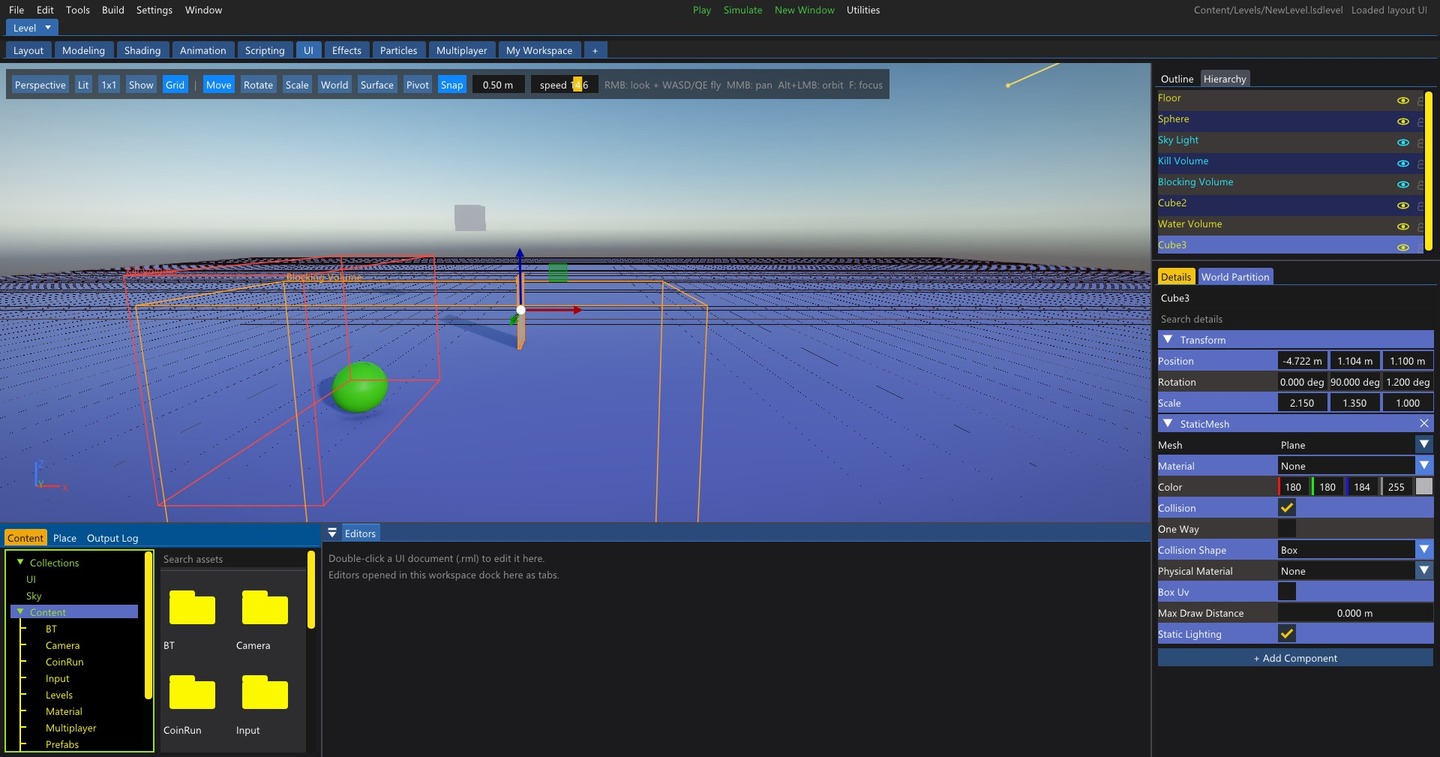 File Edit Tools Build Settings Window Play Simulate New Window Utilities Content/Levels/NewLevel.lsdlevel Loaded layout UI
Level
Layout Modeling Shading Animation Scripting UI Effects Particles Multiplayer My Workspace +
Perspective Lit 1x1 Show Grid | Move Rotate Scale World Surface Pivot Snap 0.50 m speed 14.6 RMB: look + WASD/QE fly MMB: pan Alt+LMB: orbit F: focus
Blocking Volume
Z
Y
X
Outline Hierarchy
Floor
Sphere
Sky Light
Kill Volume
Blocking Volume
Cube2
Water Volume
Cube3
Details World Partition
Cube3
Search details
Transform
Position -4.722 m 1.104 m 1.100 m
Rotation 0.000 deg 90.000 deg 1.200 deg
Scale 2.150 1.350 1.000
StaticMesh
Mesh Plane
Material None
Color 180 180 184 255
Collision
One Way
Collision Shape Box
Physical Material None
Box Uv
Max Draw Distance 0.000 m
Static Lighting
+ Add Component
Content Place Output Log
Collections
UI
Sky
Content
BT
Camera
CoinRun
Input
Levels
Material
Multiplayer
Prefabs
Search assets
BT Camera
CoinRun Input
Editors
Double-click a UI document (.rml) to edit it here.
Editors opened in this workspace dock here as tabs.